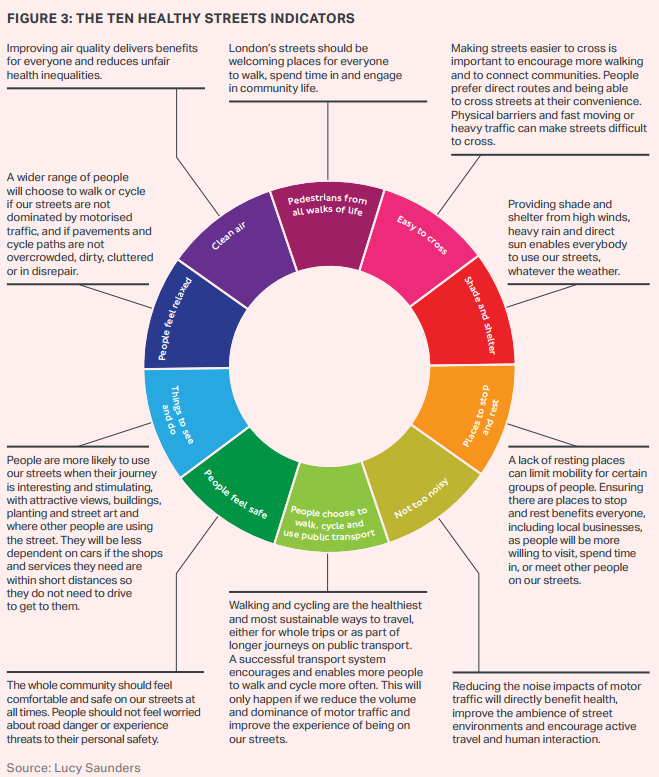 FIGURE 3: THE TEN HEALTHY STREETS INDICATORS
Improving air quality delivers benefits
for everyone and reduces unfair
health inequalities.
London's streets should be
welcoming places for everyone
to walk, spend time in and engage
in community life.
Making streets easier to cross is
important to encourage more walking
and to connect communities. People
prefer direct routes and being able
to cross streets at their convenience.
Physical barriers and fast moving or
heavy traffic can make streets difficult
to cross.
A wider range of people
will choose to walk or cycle
if our streets are not
dominated by motorised
traffic, and if pavements and
cycle paths are not
overcrowded, dirty, cluttered
or in disrepair.
Providing shade and
shelter from high winds,
heavy rain and direct
sun enables everybody
to use our streets,
whatever the weather.
Pedestrians from
all walks of life
Easy to cross
Shade and shelter
Places to stop
and rest
Not too noisy
People choose to
walk, cycle and
use public transport
People feel safe
Things to see
and do
People feel relaxed
Clean air
People are more likely to use
our streets when their journey
is interesting and stimulating,
with attractive views, buildings,
planting and street art and
where other people are using
the street. They will be less
dependent on cars if the shops
and services they need are
within short distances so
they do not need to drive
to get to them.
A lack of resting places
can limit mobility for certain
groups of people. Ensuring
there are places to stop
and rest benefits everyone,
including local businesses,
as people will be more
willing to visit, spend time
in, or meet other people
on our streets.
The whole community should feel
comfortable and safe on our streets at
all times. People should not feel worried
about road danger or experience
threats to their personal safety.
Walking and cycling are the healthiest
and most sustainable ways to travel,
either for whole trips or as part of
longer journeys on public transport.
A successful transport system
encourages and enables more people
to walk and cycle more often. This will
only happen if we reduce the volume
and dominance of motor traffic and
improve the experience of being on
our streets.
Reducing the noise impacts of motor
traffic will directly benefit health,
improve the ambience of street
environments and encourage active
travel and human interaction.
Source: Lucy Saunders